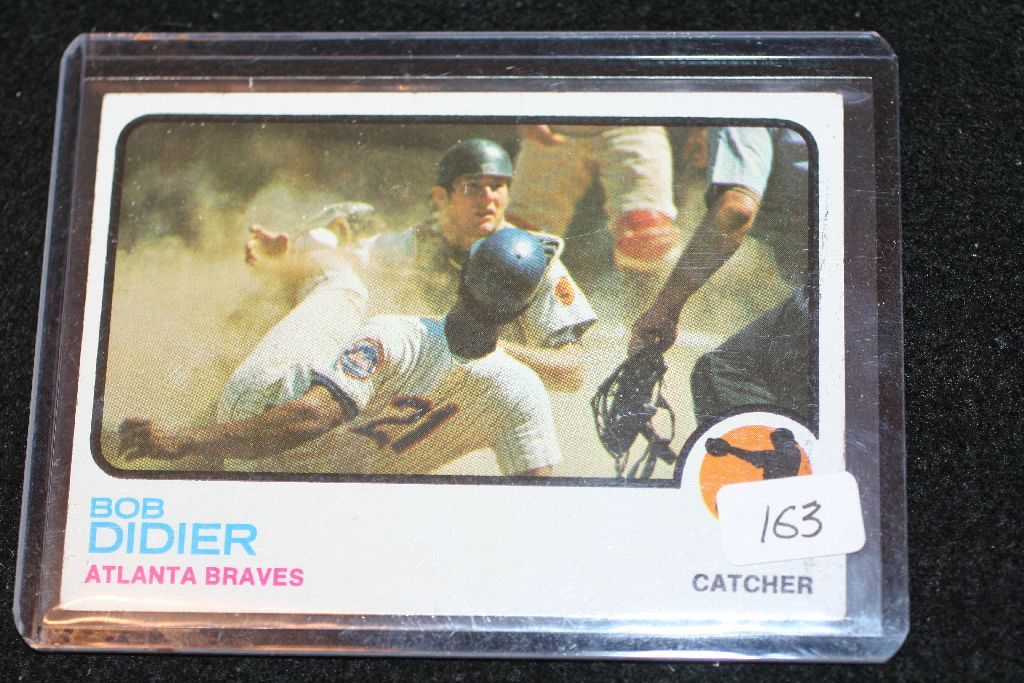 21
BOB
DIDIER
ATLANTA BRAVES
163
CATCHER